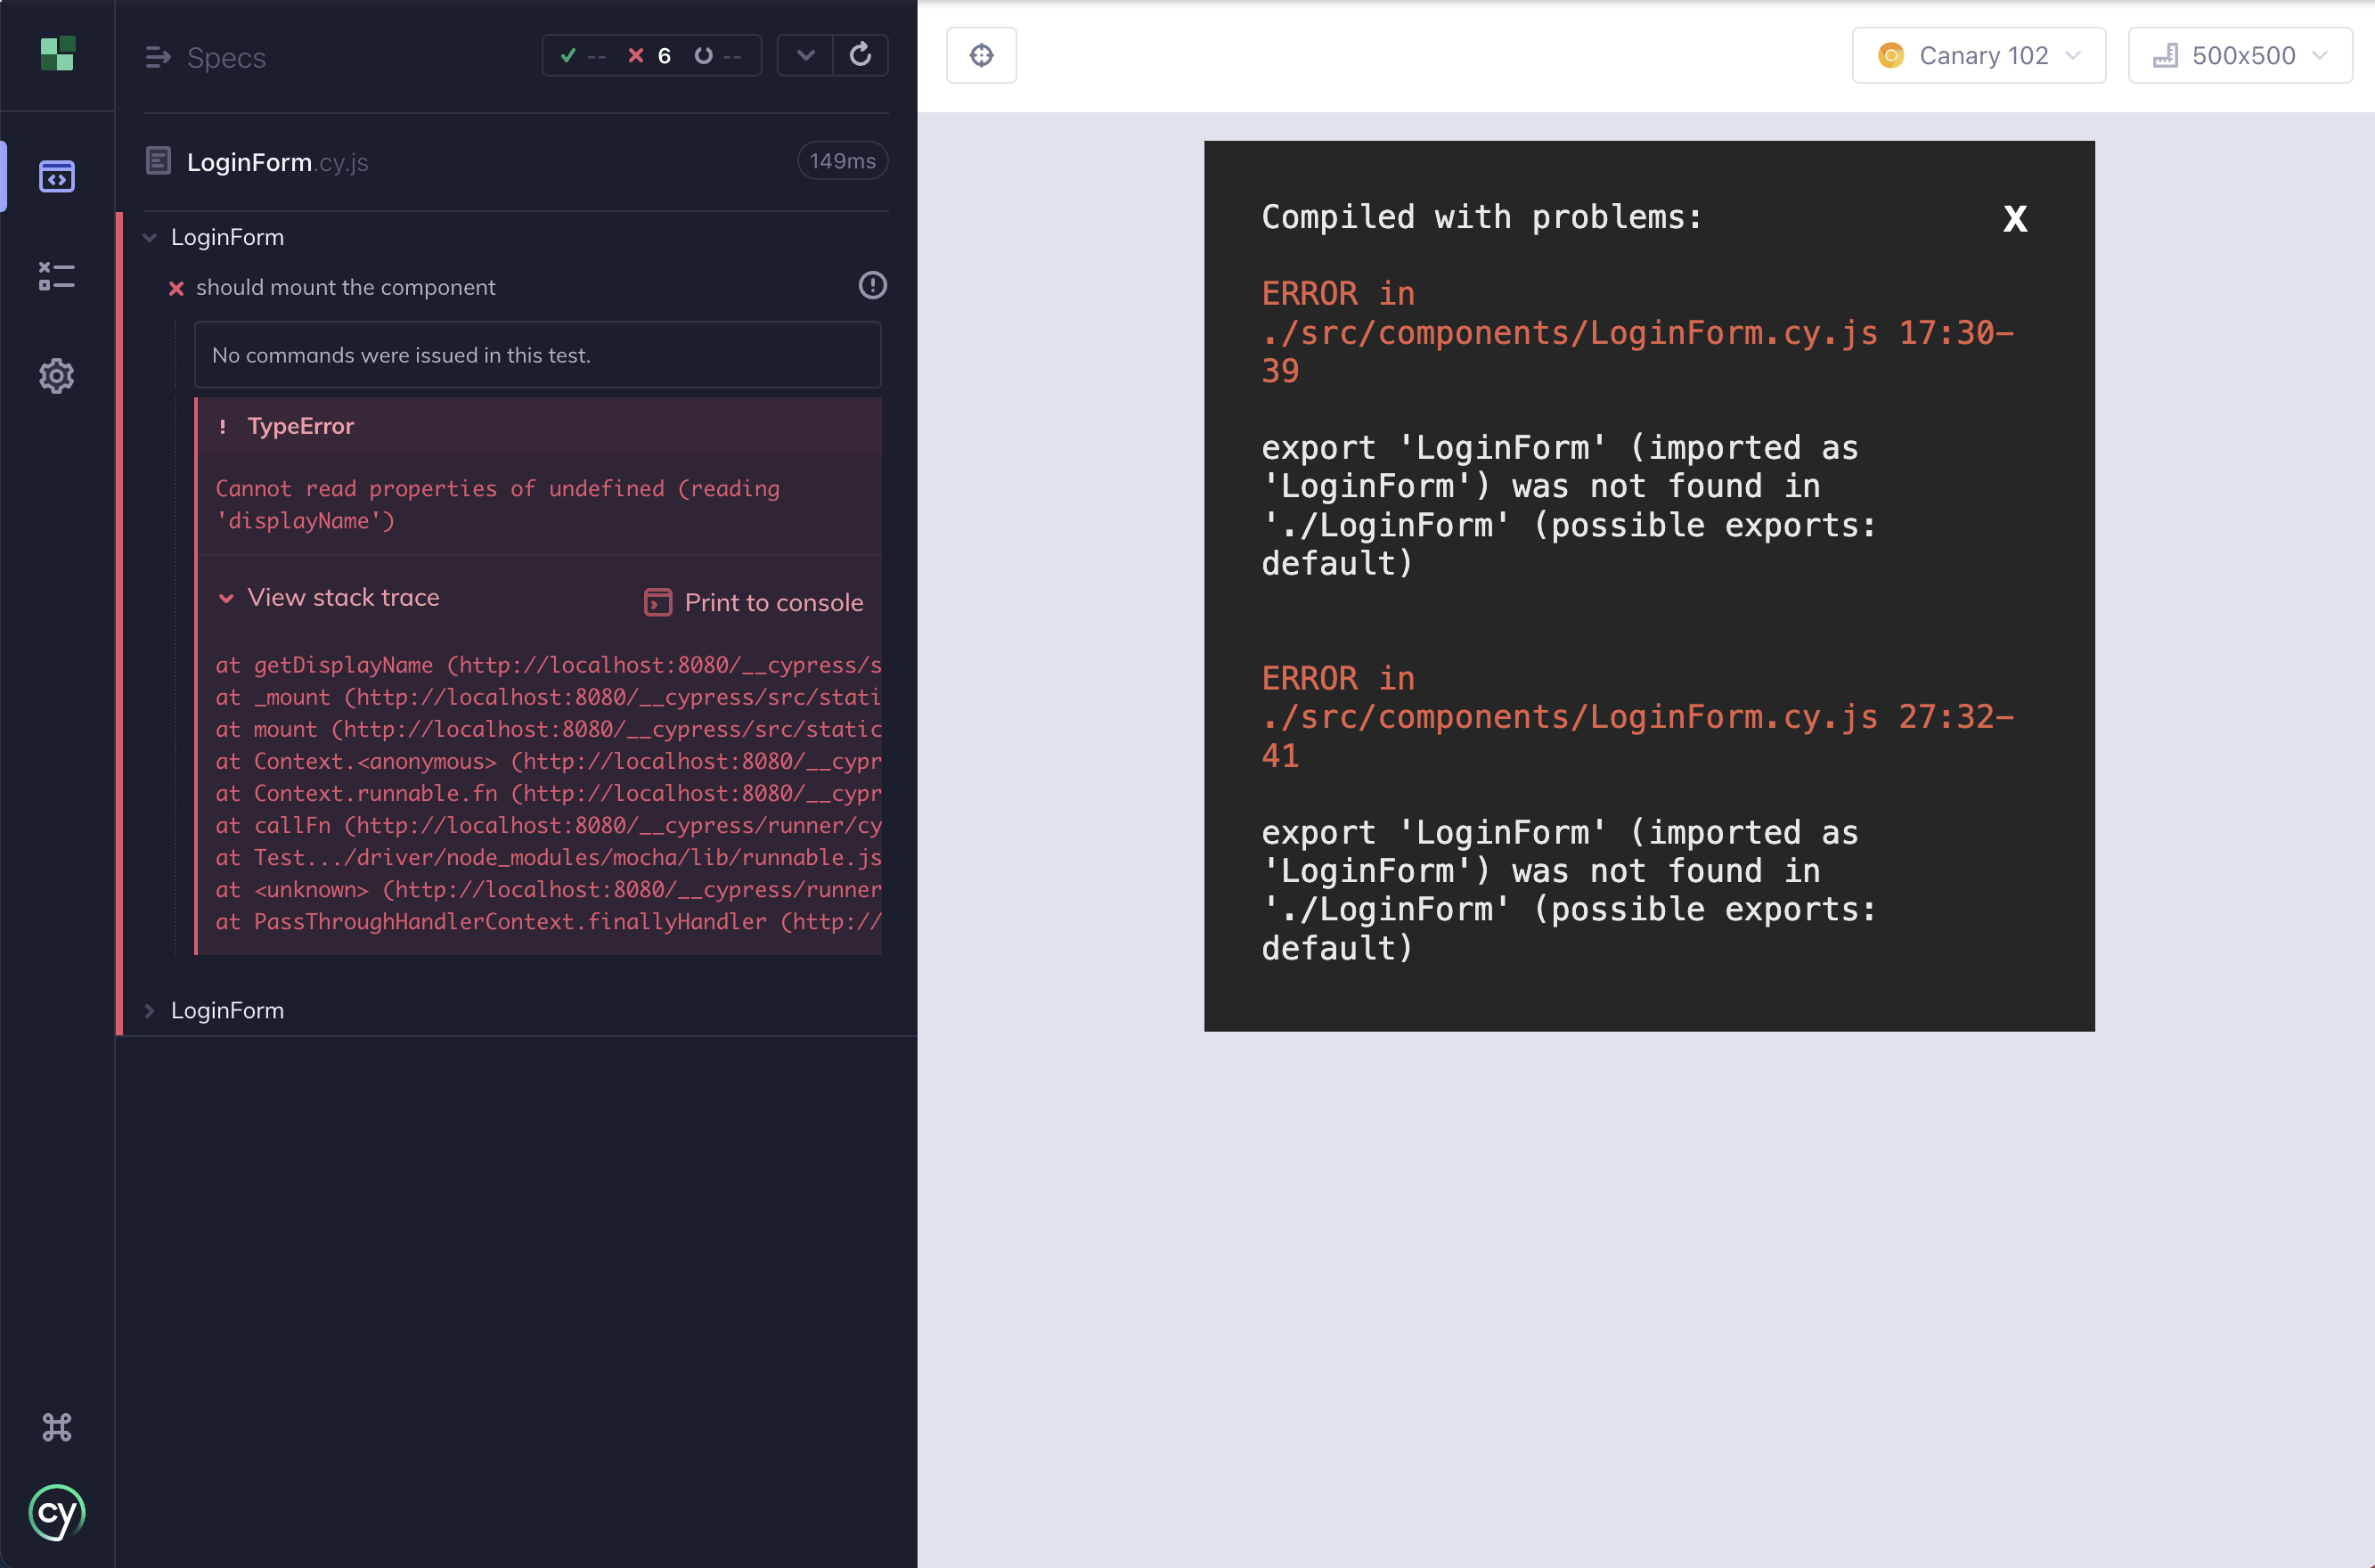 Specs
-- 6 --
LoginForm.cy.js
149ms
LoginForm
should mount the component
No commands were issued in this test.
! TypeError
Cannot read properties of undefined (reading
'displayName')
View stack trace
Print to console
at getDisplayName (http://localhost:8080/__cypress/s
at _mount (http://localhost:8080/__cypress/src/stati
at mount (http://localhost:8080/__cypress/src/static
at Context.<anonymous> (http://localhost:8080/__cypr
at Context.runnable.fn (http://localhost:8080/__cypr
at callFn (http://localhost:8080/__cypress/runner/cy
at Test.../driver/node_modules/mocha/lib/runnable.js
at <unknown> (http://localhost:8080/__cypress/runner
at PassThroughHandlerContext.finallyHandler (http://
LoginForm
cy
Canary 102
500x500
Compiled with problems:
X
ERROR in
./src/components/LoginForm.cy.js 17:30-
39
export 'LoginForm' (imported as
'LoginForm') was not found in
'./LoginForm' (possible exports:
default)
ERROR in
./src/components/LoginForm.cy.js 27:32-
41
export 'LoginForm' (imported as
'LoginForm') was not found in
'./LoginForm' (possible exports:
default)